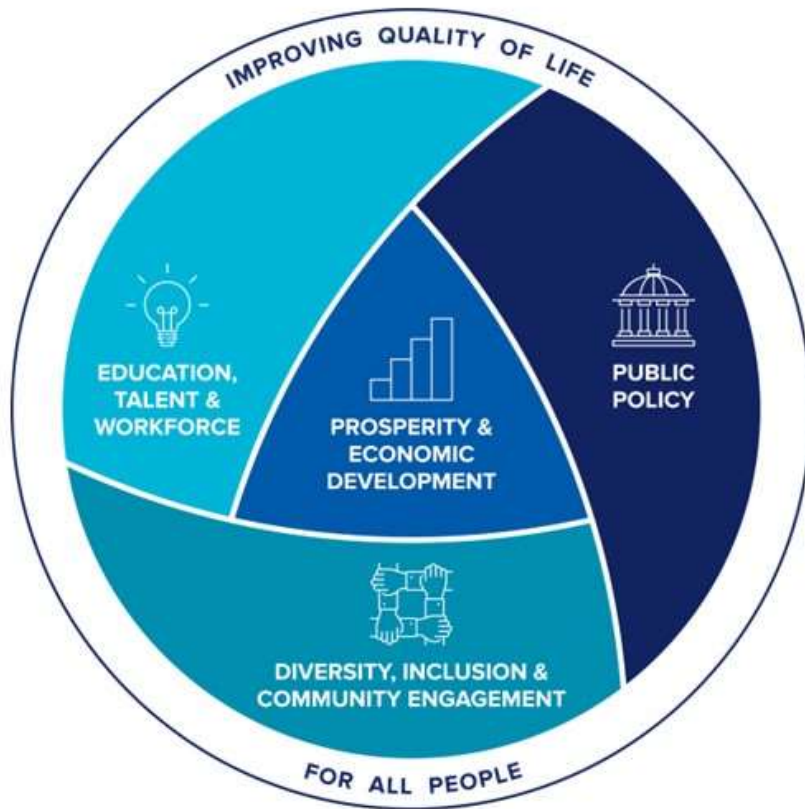 IMPROVING QUALITY OF LIFE
EDUCATION,
TALENT &
WORKFORCE
PROSPERITY &
ECONOMIC
DEVELOPMENT
PUBLIC
POLICY
DIVERSITY, INCLUSION &
COMMUNITY ENGAGEMENT
FOR ALL PEOPLE